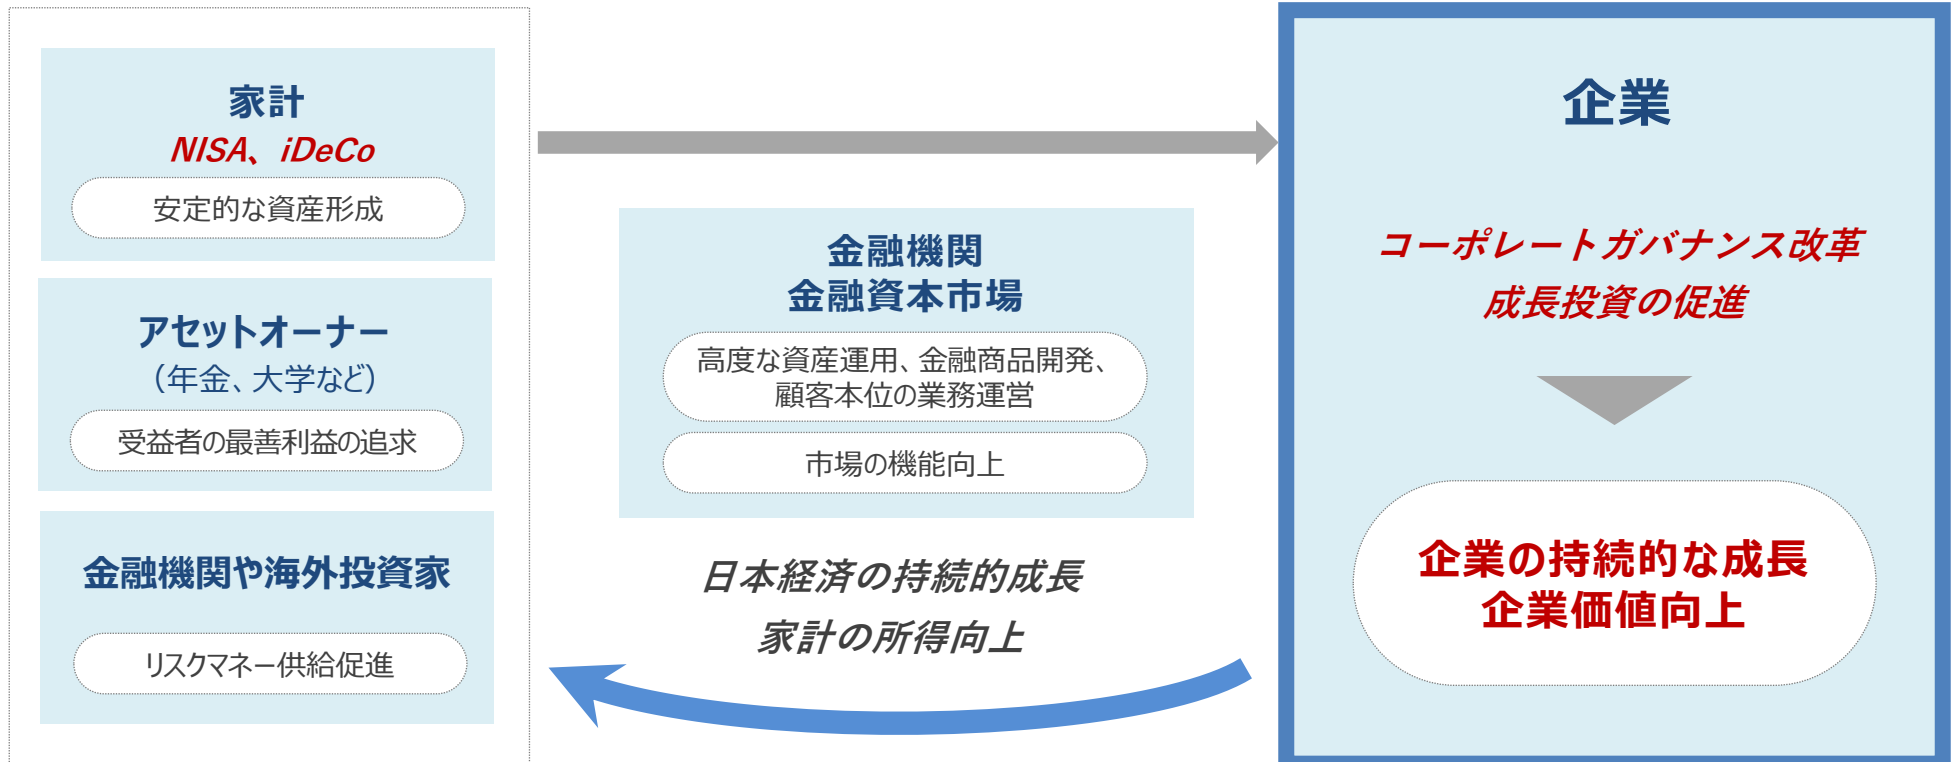 家計
NISA、iDeCo
安定的な資産形成
アセットオーナー
（年金、大学など）
受益者の最善利益の追求
金融機関や海外投資家
リスクマネー供給促進
金融機関
金融資本市場
高度な資産運用、金融商品開発、
顧客本位の業務運営
市場の機能向上
日本経済の持続的成長
家計の所得向上
企業
コーポレートガバナンス改革
成長投資の促進
企業の持続的な成長
企業価値向上